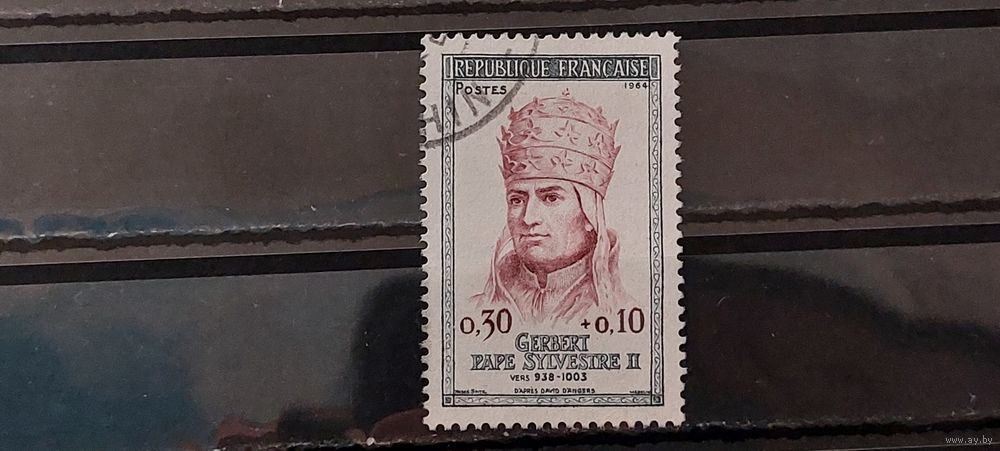 REPUBLIQUE FRANÇAISE
POSTES 1964
0,30 +0,10
GERBERT
PAPE SYLVESTRE II
VERS 938-1003
D'APRÈS DAVID D'ANGERS
www.ay.by